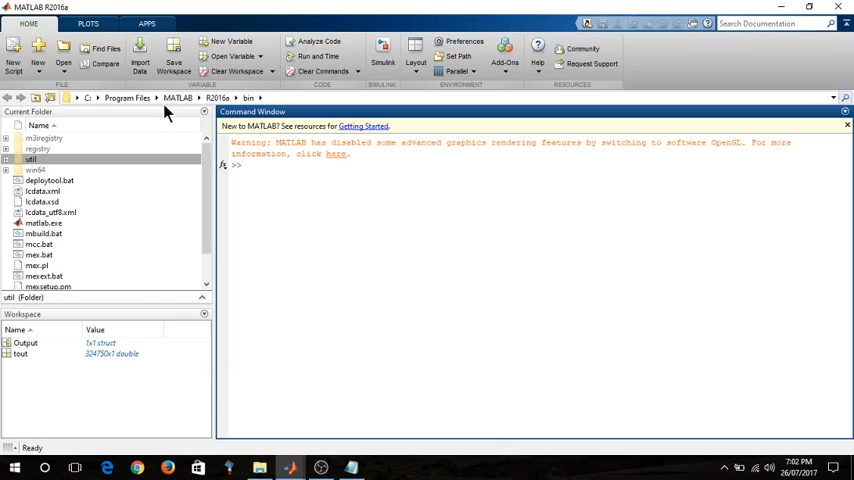 MATLAB R2016a
HOME PLOTS APPS
Search Documentation
New Script
New
Open
Find Files
Compare
Import Data
Save Workspace
New Variable
Open Variable
Clear Workspace
Analyze Code
Run and Time
Clear Commands
Simulink
Layout
Preferences
Set Path
Parallel
Add-Ons
Help
Community
Request Support
FILE VARIABLE CODE SIMULINK ENVIRONMENT RESOURCES
C: Program Files MATLAB R2016a bin
Current Folder
Name
m3iregistry
registry
util
win64
deploytool.bat
lcdata.xml
lcdata.xsd
lcdata_utf8.xml
matlab.exe
mbuild.bat
mcc.bat
mex.bat
mex.pl
mexext.bat
mexsetup.pm
util (Folder)
Workspace
Name Value
Output 1x1 struct
tout 324750x1 double
Command Window
New to MATLAB? See resources for Getting Started.
Warning: MATLAB has disabled some advanced graphics rendering features by switching to software OpenGL. For more
information, click here.
fx >>
Ready
7:02 PM
26/07/2017